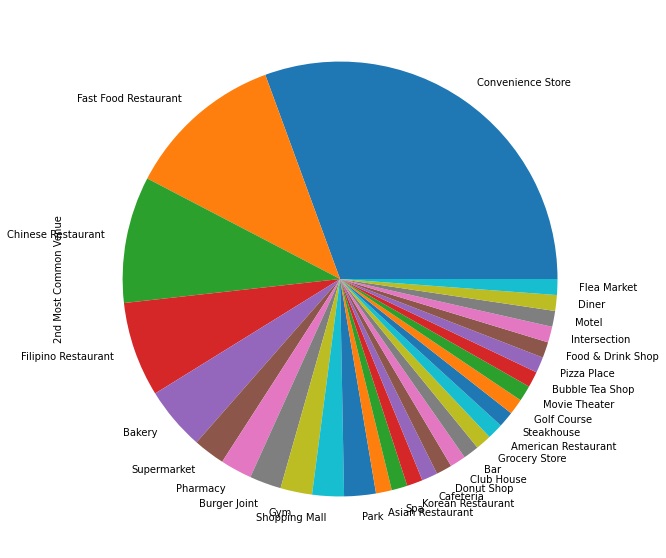 Convenience Store
Fast Food Restaurant
Chinese Restaurant
2nd Most Common Venue
Filipino Restaurant
Bakery
Supermarket
Pharmacy
Burger Joint
Gym
Shopping Mall
Park
Asian Restaurant
Spa
Korean Restaurant
Cafeteria
Donut Shop
Club House
Bar
Grocery Store
American Restaurant
Steakhouse
Golf Course
Movie Theater
Bubble Tea Shop
Pizza Place
Food & Drink Shop
Intersection
Motel
Diner
Flea Market